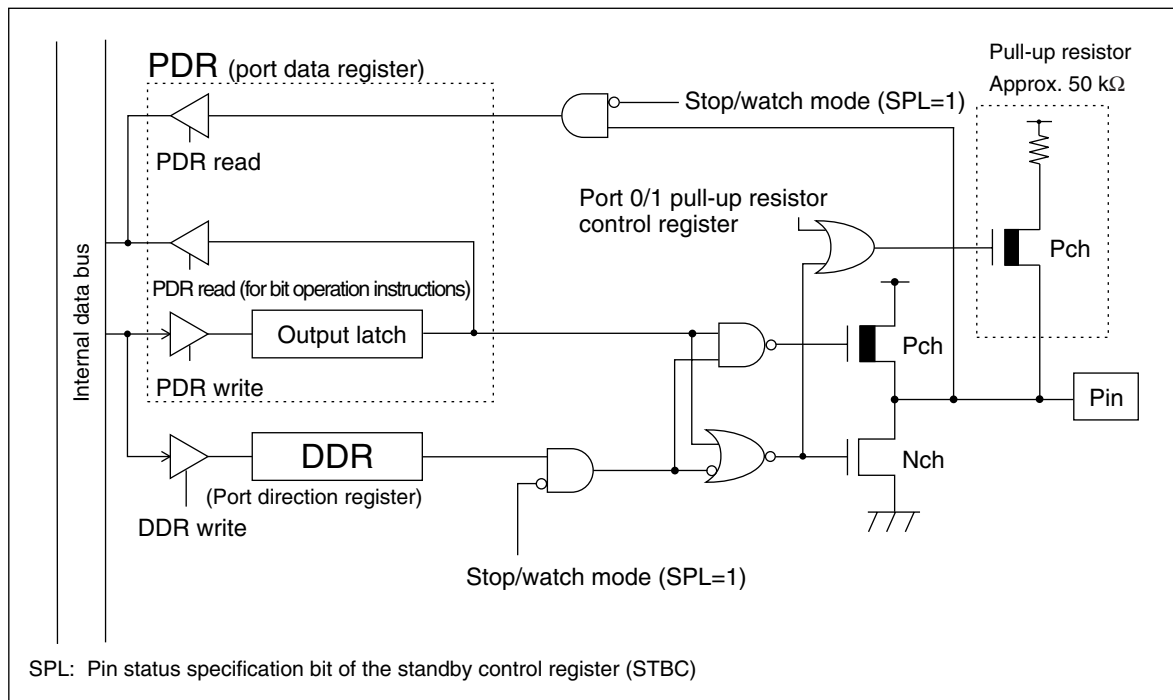 Pull-up resistor
Approx. 50 kΩ
PDR (port data register)
Stop/watch mode (SPL=1)
PDR read
Port 0/1 pull-up resistor
control register
Pch
PDR read (for bit operation instructions)
Internal data bus
Output latch
Pch
PDR write
Pin
DDR
Nch
(Port direction register)
DDR write
Stop/watch mode (SPL=1)
SPL: Pin status specification bit of the standby control register (STBC)